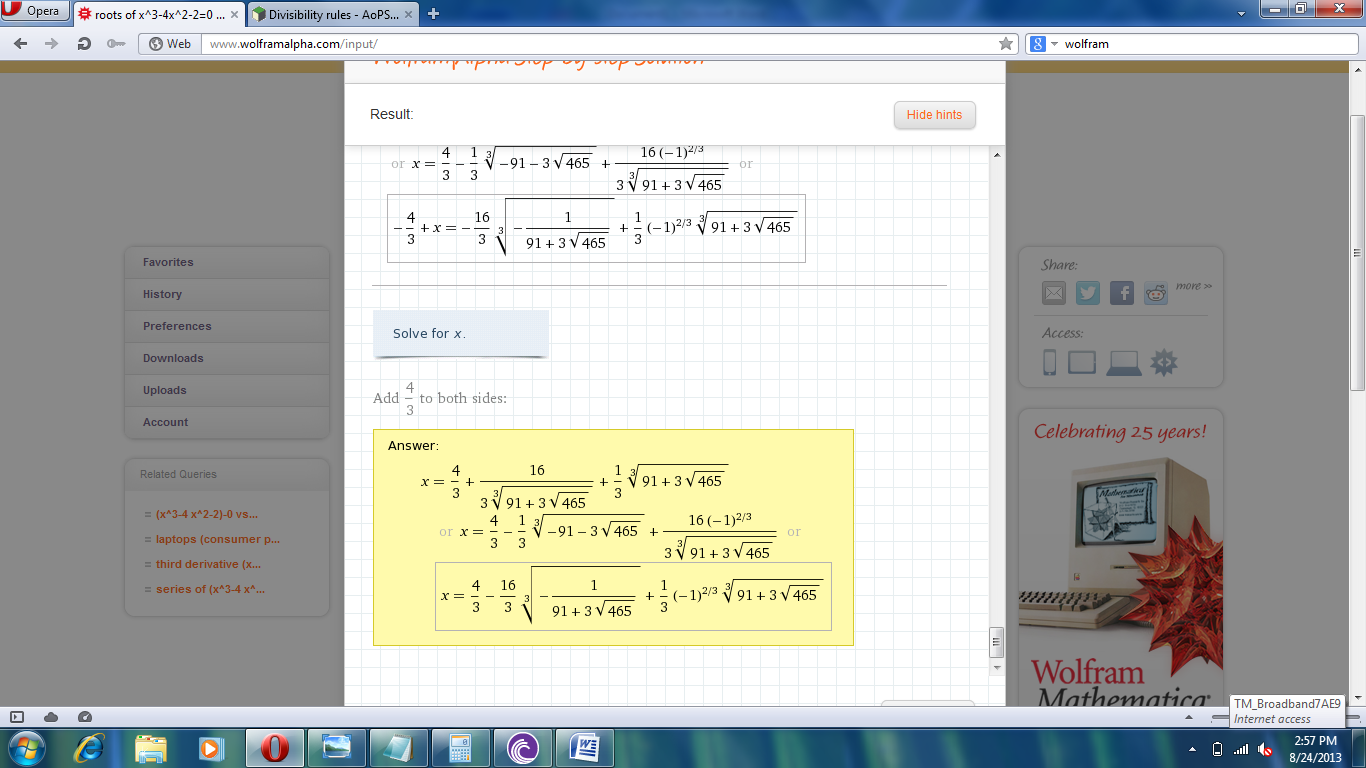 Opera
roots of x^3-4x^2-2=0 ...
Divisibility rules - AoPS...
Web
www.wolframalpha.com/input/
wolfram
WolframAlpha Step-by-step Solution
Result:
Hide hints
or x = 4/3 − 1/3 ∛(−91 − 3√465) + 16 (−1)^(2/3) / (3 ∛(91 + 3√465)) or
−4/3 + x = −16/3 ∛(−1/(91 + 3√465)) + 1/3 (−1)^(2/3) ∛(91 + 3√465)
Solve for x.
Add 4/3 to both sides:
Answer:
x = 4/3 + 16/(3 ∛(91 + 3√465)) + 1/3 ∛(91 + 3√465)
or x = 4/3 − 1/3 ∛(−91 − 3√465) + 16 (−1)^(2/3) / (3 ∛(91 + 3√465)) or
x = 4/3 − 16/3 ∛(−1/(91 + 3√465)) + 1/3 (−1)^(2/3) ∛(91 + 3√465)
Favorites
History
Preferences
Downloads
Uploads
Account
Related Queries
= (x^3-4 x^2-2)-0 vs...
= laptops (consumer p...
= third derivative (x...
= series of (x^3-4 x^...
Share:
more »
Access:
Celebrating 25 years!
Mathematica
Wolfram
Mathematica
TM_Broadband7AE9
Internet access
2:57 PM
8/24/2013